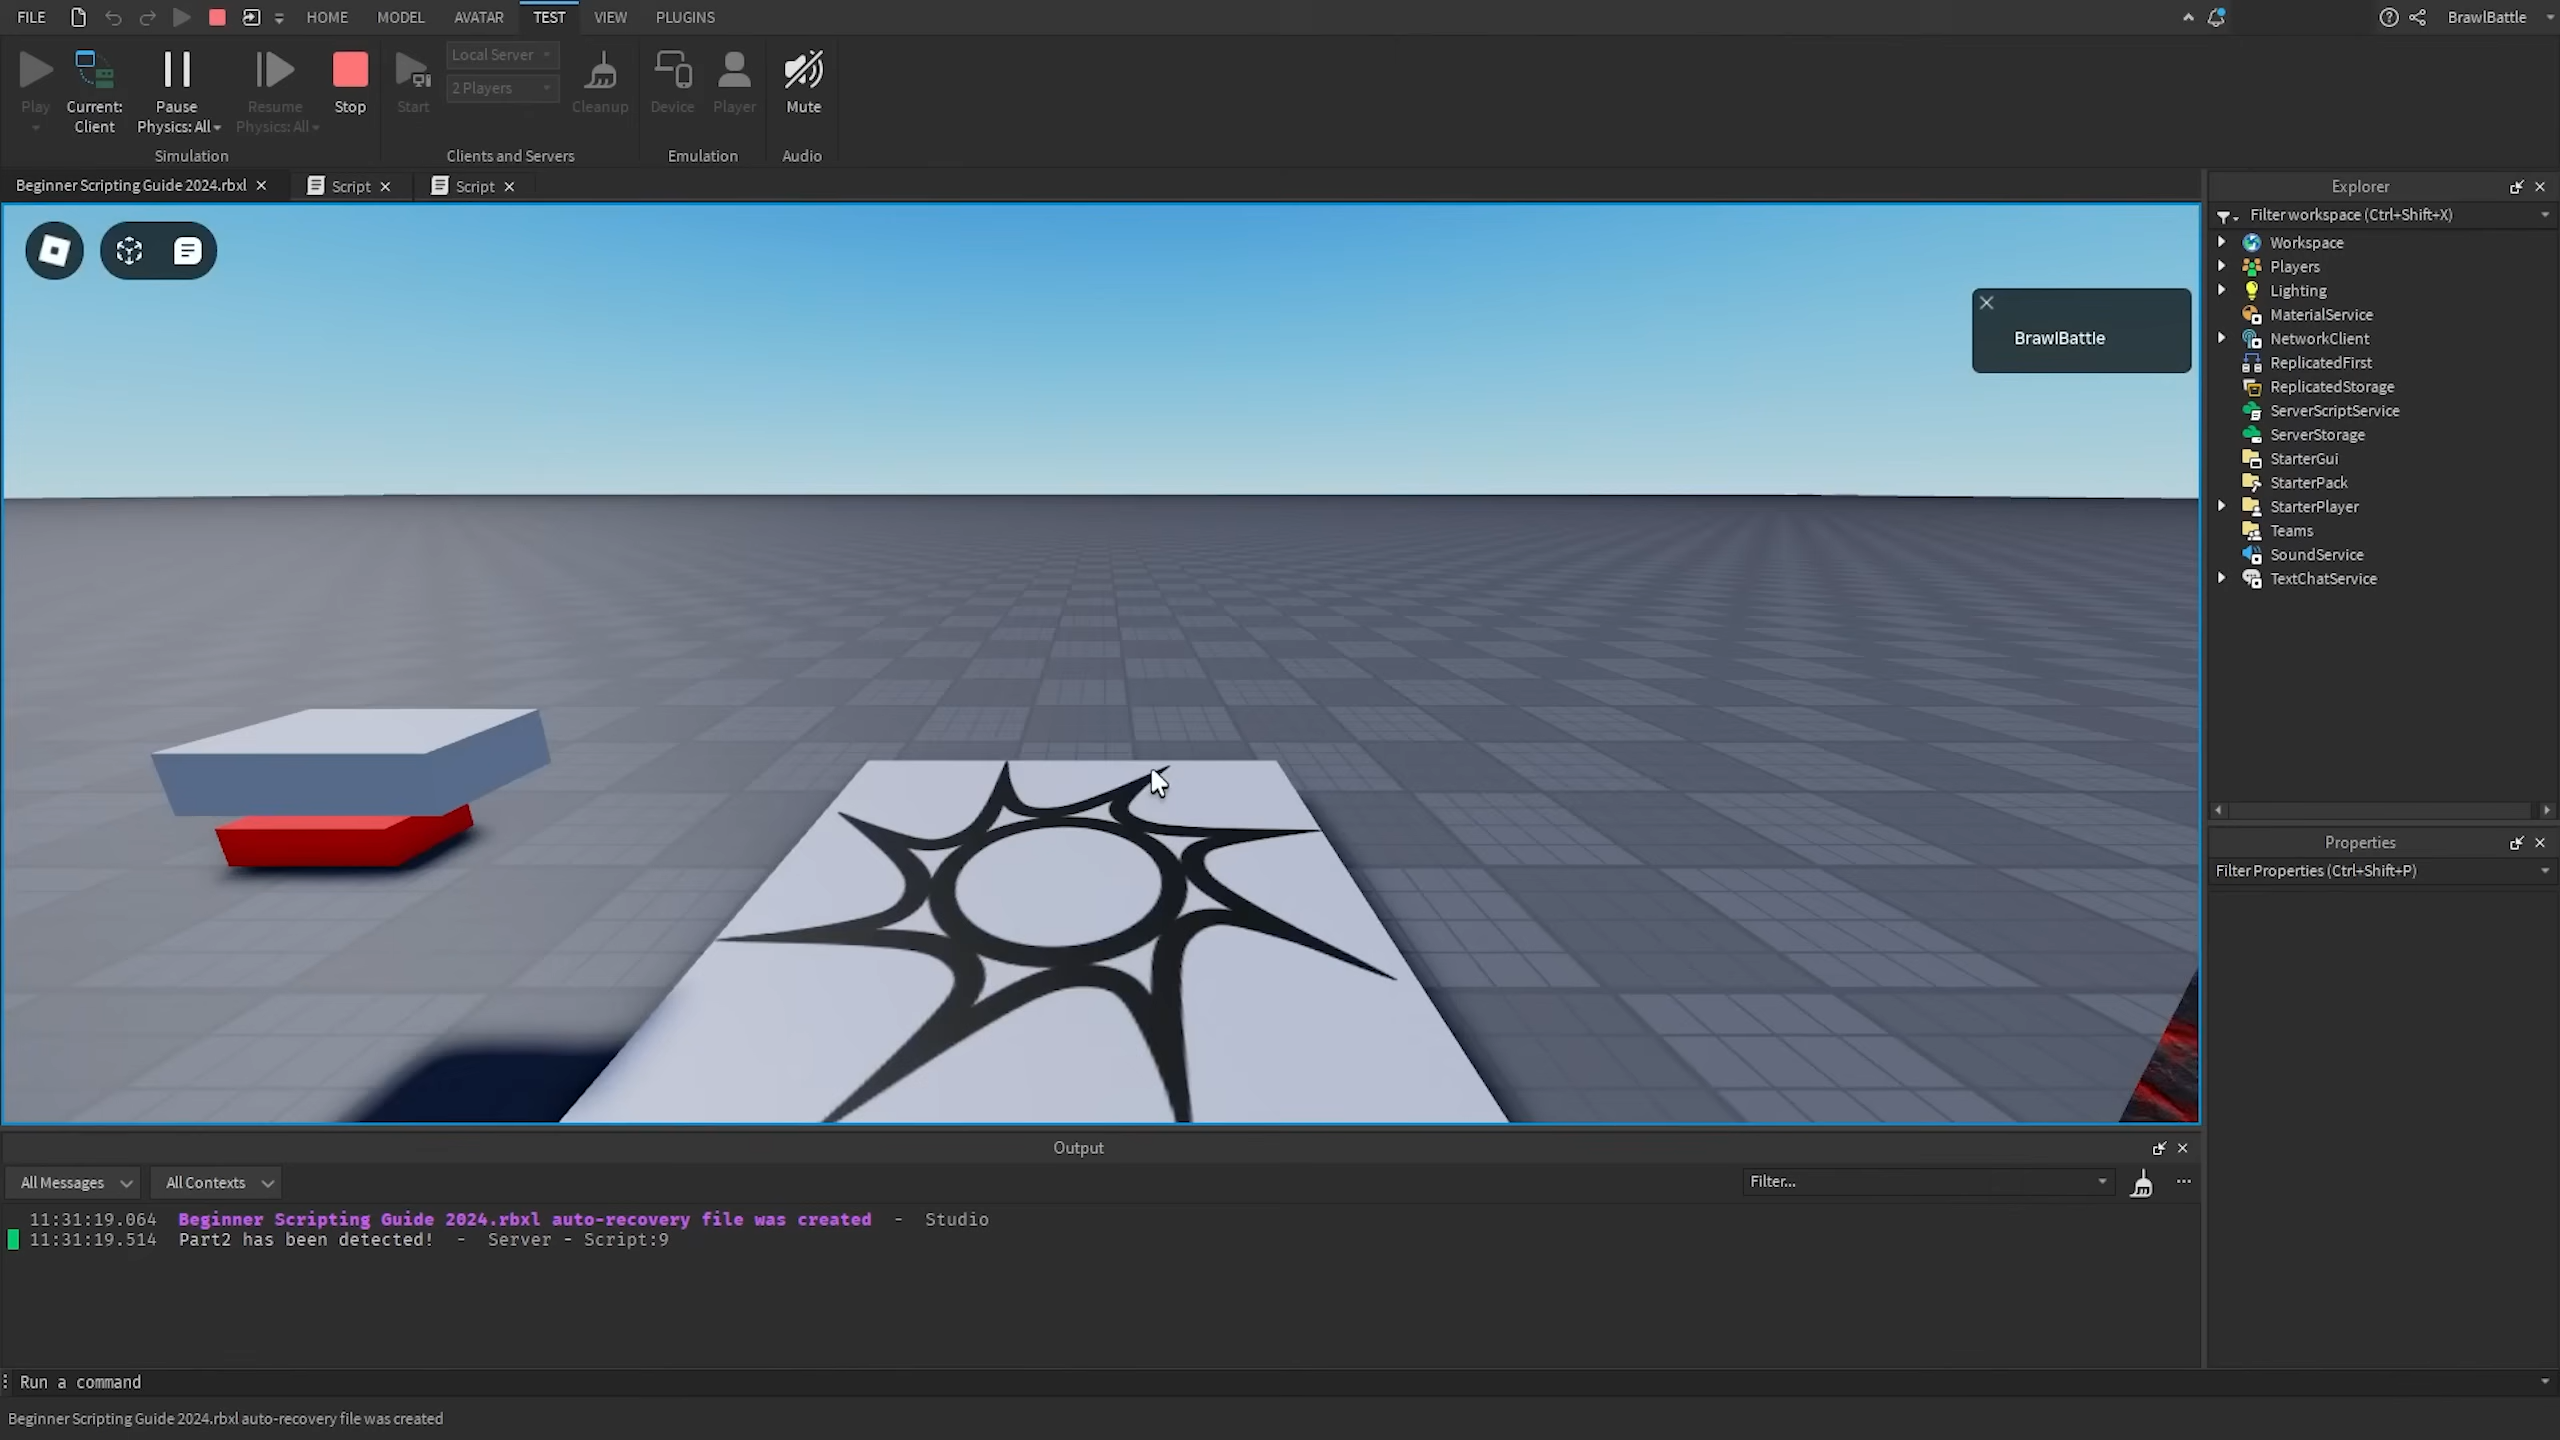 FILE HOME MODEL AVATAR TEST VIEW PLUGINS BrawlBattle
Play Current: Client Pause Physics: All Resume Physics: All Stop Start Local Server 2 Players Cleanup Device Player Mute
Simulation Clients and Servers Emulation Audio
Beginner Scripting Guide 2024.rbxl Script Script
BrawlBattle
Explorer
Filter workspace (Ctrl+Shift+X)
Workspace
Players
Lighting
MaterialService
NetworkClient
ReplicatedFirst
ReplicatedStorage
ServerScriptService
ServerStorage
StarterGui
StarterPack
StarterPlayer
Teams
SoundService
TextChatService
Properties
Filter Properties (Ctrl+Shift+P)
Output
All Messages All Contexts Filter... ...
11:31:19.064 Beginner Scripting Guide 2024.rbxl auto-recovery file was created - Studio
11:31:19.514 Part2 has been detected! - Server - Script:9
Run a command
Beginner Scripting Guide 2024.rbxl auto-recovery file was created